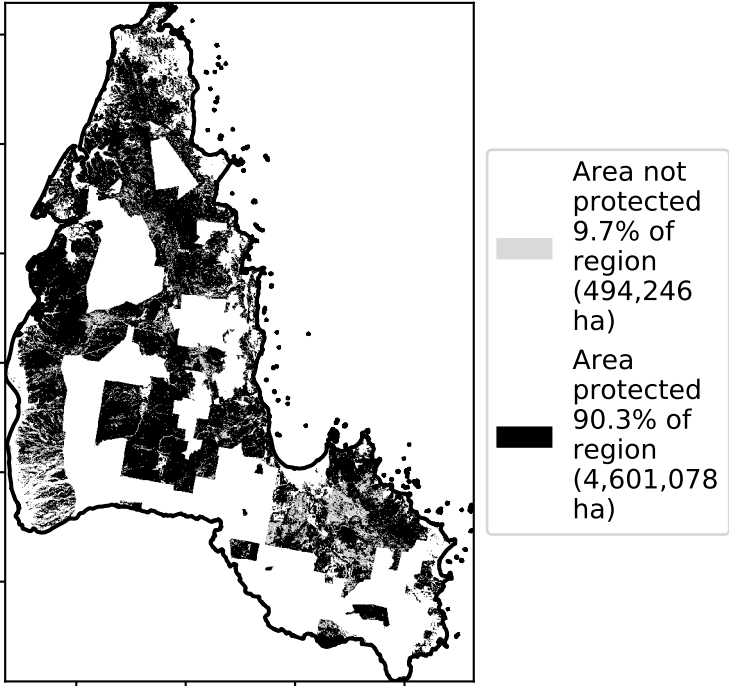 Area not
protected
9.7% of
region
(494,246
ha)
Area
protected
90.3% of
region
(4,601,078
ha)